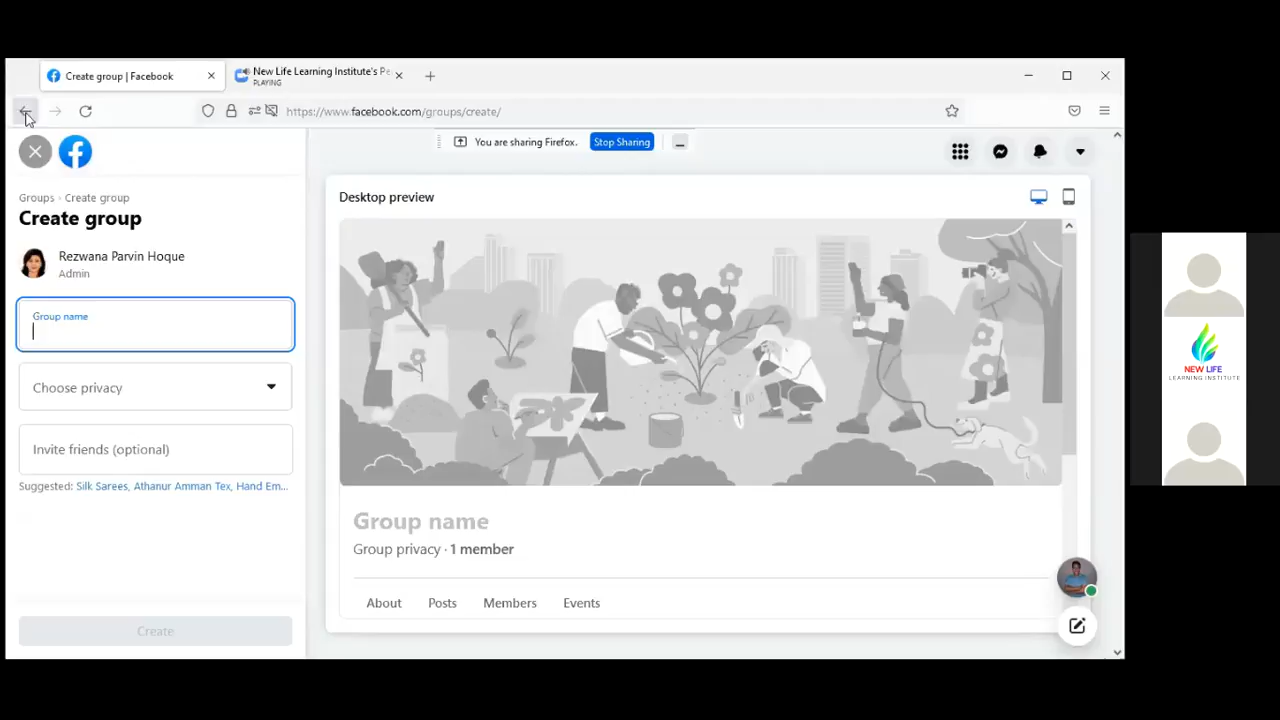 Create group | Facebook
New Life Learning Institute's Pe
PLAYING
https://www.facebook.com/groups/create/
You are sharing Firefox.
Stop Sharing
Groups · Create group
Create group
Rezwana Parvin Hoque
Admin
Group name
Choose privacy
Invite friends (optional)
Suggested: Silk Sarees, Athanur Amman Tex, Hand Em...
Create
Desktop preview
Group name
Group privacy · 1 member
About Posts Members Events
NEW LIFE
LEARNING INSTITUTE